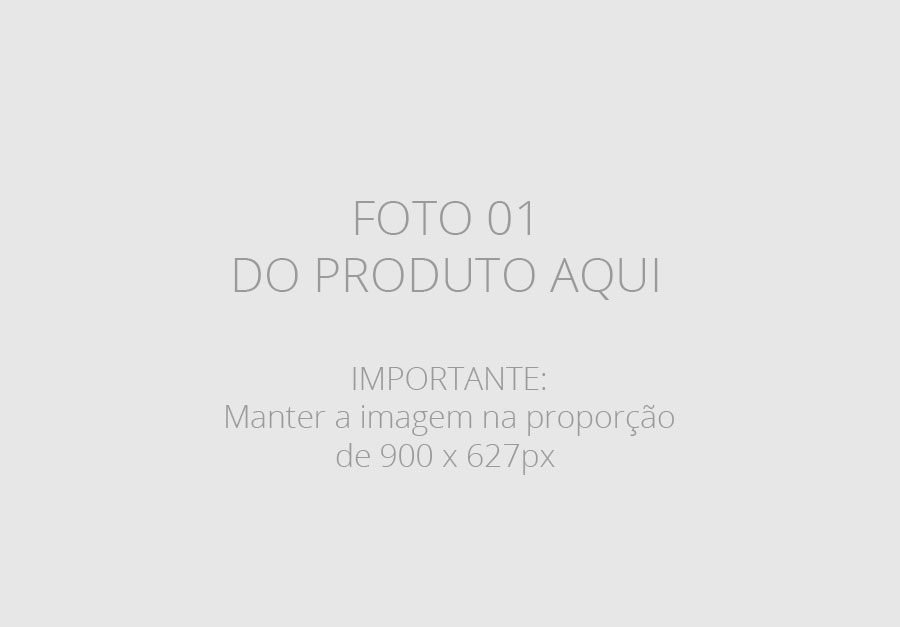 FOTO 01
DO PRODUTO AQUI
IMPORTANTE:
Manter a imagem na proporção
de 900 x 627px